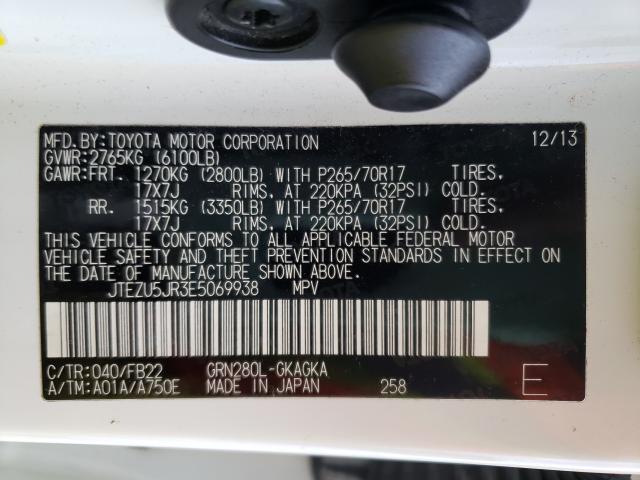 MFD.BY:TOYOTA MOTOR CORPORATION 12/13
GVWR:2765KG (6100LB)
GAWR:FRT. 1270KG (2800LB) WITH P265/70R17 TIRES,
17X7J RIMS, AT 220KPA (32PSI) COLD.
RR. 1515KG (3350LB) WITH P265/70R17 TIRES,
17X7J RIMS, AT 220KPA (32PSI) COLD.
THIS VEHICLE CONFORMS TO ALL APPLICABLE FEDERAL MOTOR
VEHICLE SAFETY AND THEFT PREVENTION STANDARDS IN EFFECT ON
THE DATE OF MANUFACTURE SHOWN ABOVE.
JTEZU5JR3E5069938 MPV
C/TR:040/FB22 GRN280L-GKAGKA
A/TM:A01A/A750E MADE IN JAPAN 258 E